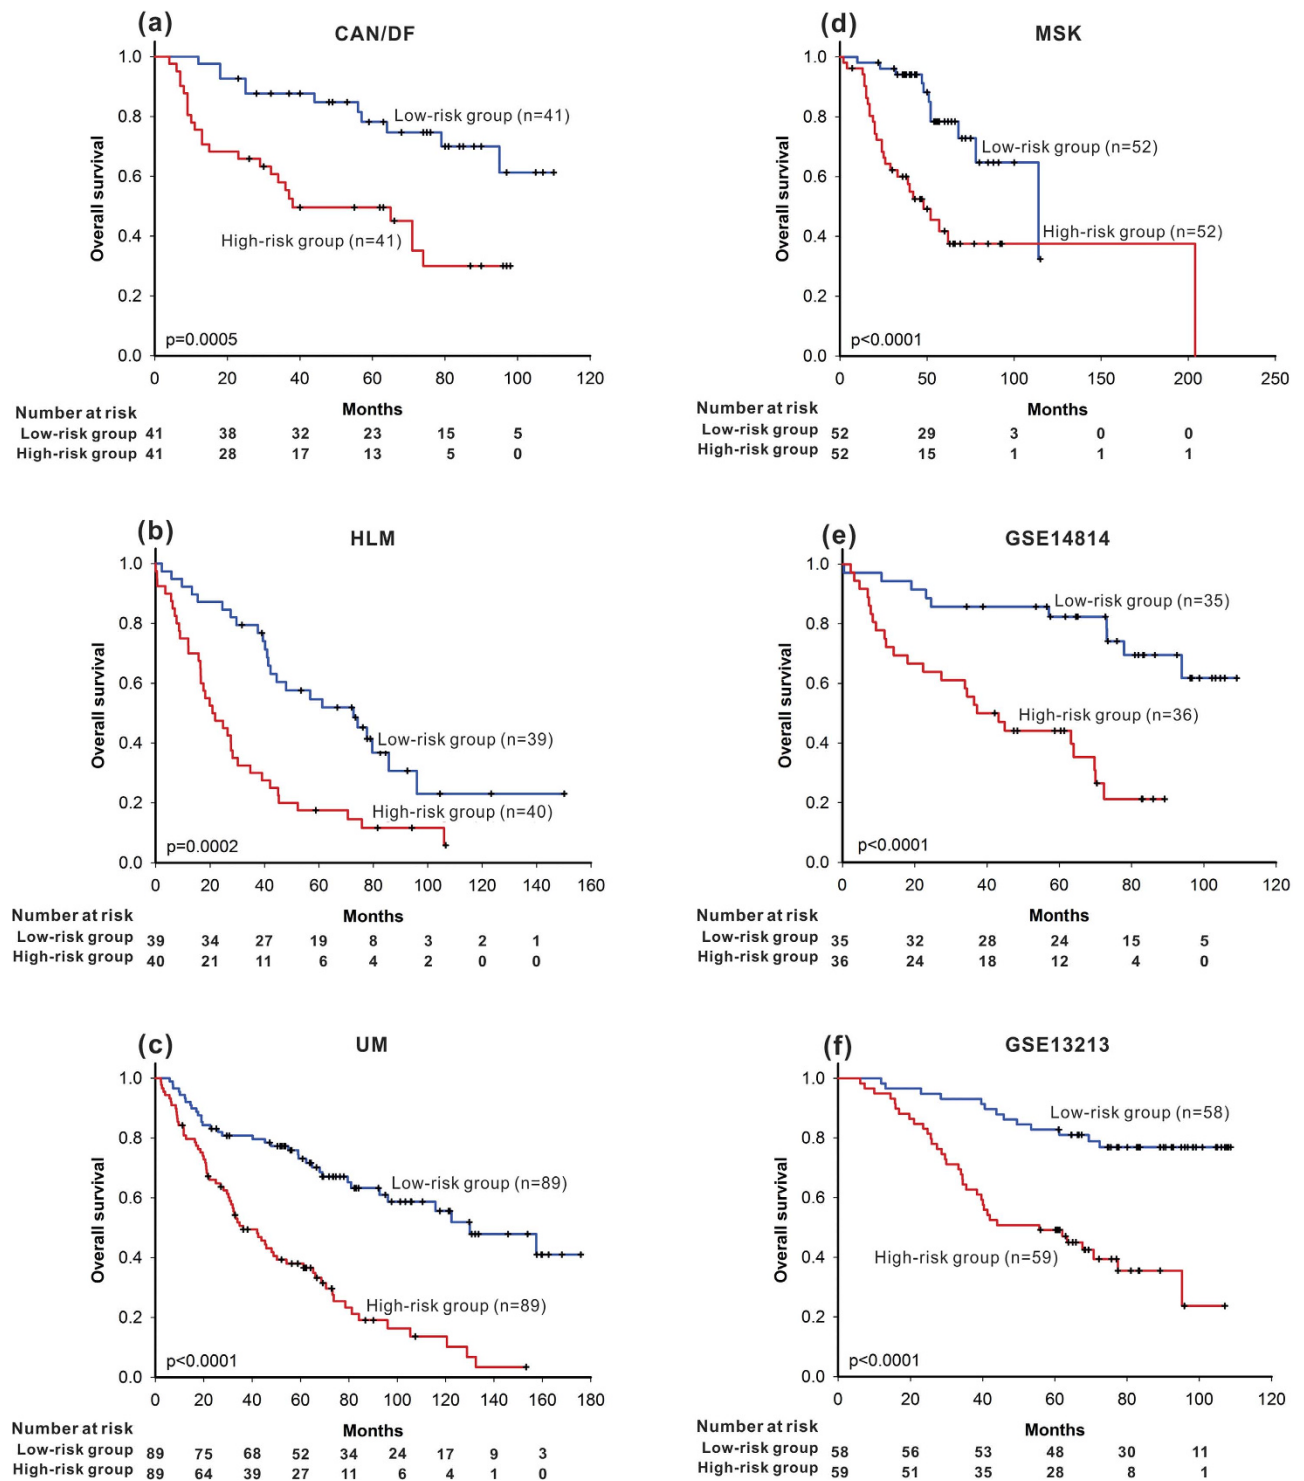 (a)
CAN/DF
1.0
0.8
0.6
0.4
0.2
0.0
Overall survival
Low-risk group (n=41)
High-risk group (n=41)
p=0.0005
0 20 40 60 80 100 120
Months
Number at risk
Low-risk group 41 38 32 23 15 5
High-risk group 41 28 17 13 5 0
(d)
MSK
1.0
0.8
0.6
0.4
0.2
0.0
Overall survival
Low-risk group (n=52)
High-risk group (n=52)
p<0.0001
0 50 100 150 200 250
Months
Number at risk
Low-risk group 52 29 3 0 0
High-risk group 52 15 1 1 1
(b)
HLM
1.0
0.8
0.6
0.4
0.2
0.0
Overall survival
Low-risk group (n=39)
High-risk group (n=40)
p=0.0002
0 20 40 60 80 100 120 140 160
Months
Number at risk
Low-risk group 39 34 27 19 8 3 2 1
High-risk group 40 21 11 6 4 2 0 0
(e)
GSE14814
1.0
0.8
0.6
0.4
0.2
0.0
Overall survival
Low-risk group (n=35)
High-risk group (n=36)
p<0.0001
0 20 40 60 80 100 120
Months
Number at risk
Low-risk group 35 32 28 24 15 5
High-risk group 36 24 18 12 4 0
(c)
UM
1.0
0.8
0.6
0.4
0.2
0.0
Overall survival
Low-risk group (n=89)
High-risk group (n=89)
p<0.0001
0 20 40 60 80 100 120 140 160 180
Months
Number at risk
Low-risk group 89 75 68 52 34 24 17 9 3
High-risk group 89 64 39 27 11 6 4 1 0
(f)
GSE13213
1.0
0.8
0.6
0.4
0.2
0.0
Overall survival
Low-risk group (n=58)
High-risk group (n=59)
p<0.0001
0 20 40 60 80 100 120
Months
Number at risk
Low-risk group 58 56 53 48 30 11
High-risk group 59 51 35 28 8 1